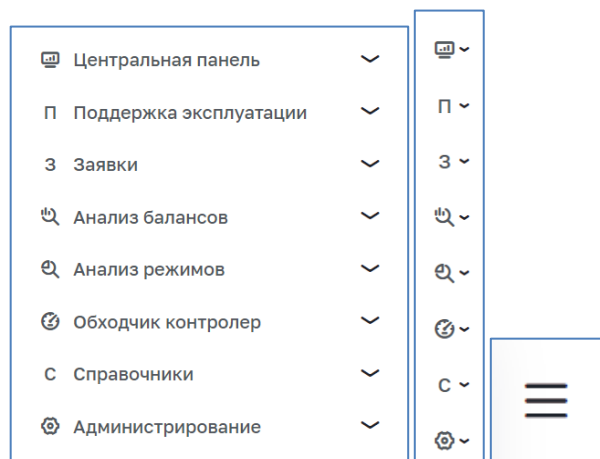 Центральная панель
П Поддержка эксплуатации
З Заявки
Анализ балансов
Анализ режимов
Обходчик контролер
С Справочники
Администрирование
П
З
С